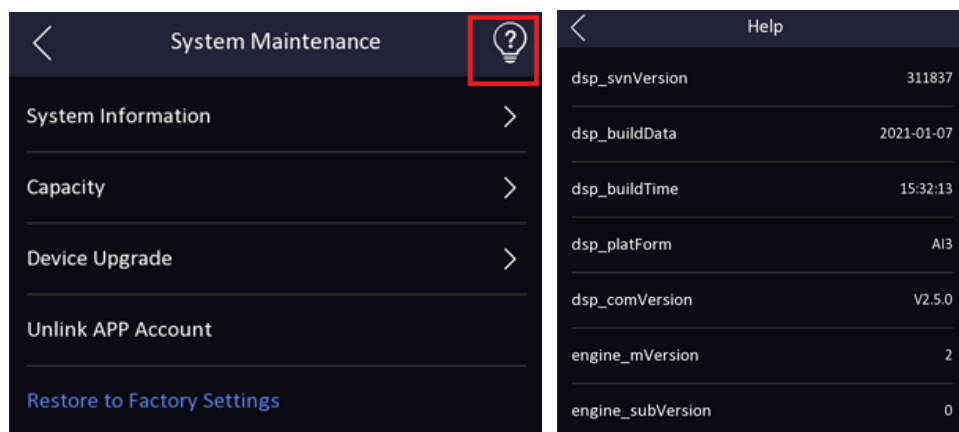 System Maintenance
?
System Information
Capacity
Device Upgrade
Unlink APP Account
Restore to Factory Settings
Help
dsp_svnVersion 311837
dsp_buildData 2021-01-07
dsp_buildTime 15:32:13
dsp_platForm AI3
dsp_comVersion V2.5.0
engine_mVersion 2
engine_subVersion 0